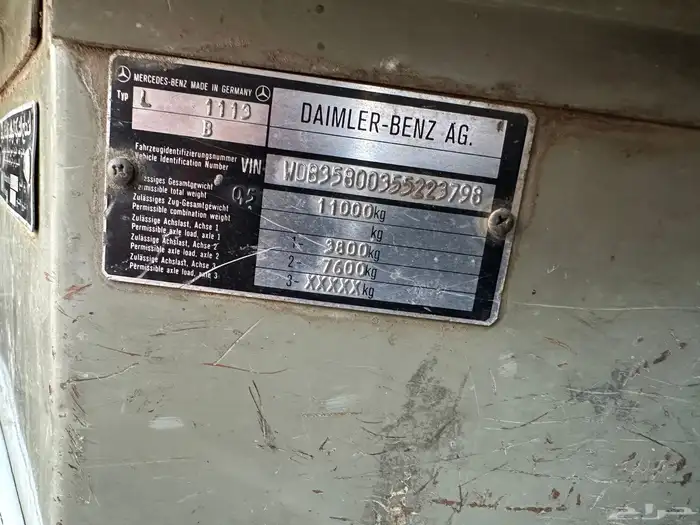 MERCEDES-BENZ MADE IN GERMANY
Typ L 1113
B
DAIMLER-BENZ AG.
Fahrzeugidentifizierungsnummer
Vehicle Identification Number VIN WDB35800355223798
Zulässiges Gesamtgewicht
Permissible total weight 11000kg
Zulässiges Zug-Gesamtgewicht
Permissible combination weight kg
Zulässige Achslast, Achse 1
Permissible axle load, axle 1 1- 3800kg
Zulässige Achslast, Achse 2
Permissible axle load, axle 2 2- 7600kg
Zulässige Achslast, Achse 3
Permissible axle load, axle 3 3- XXXXXkg
حراج